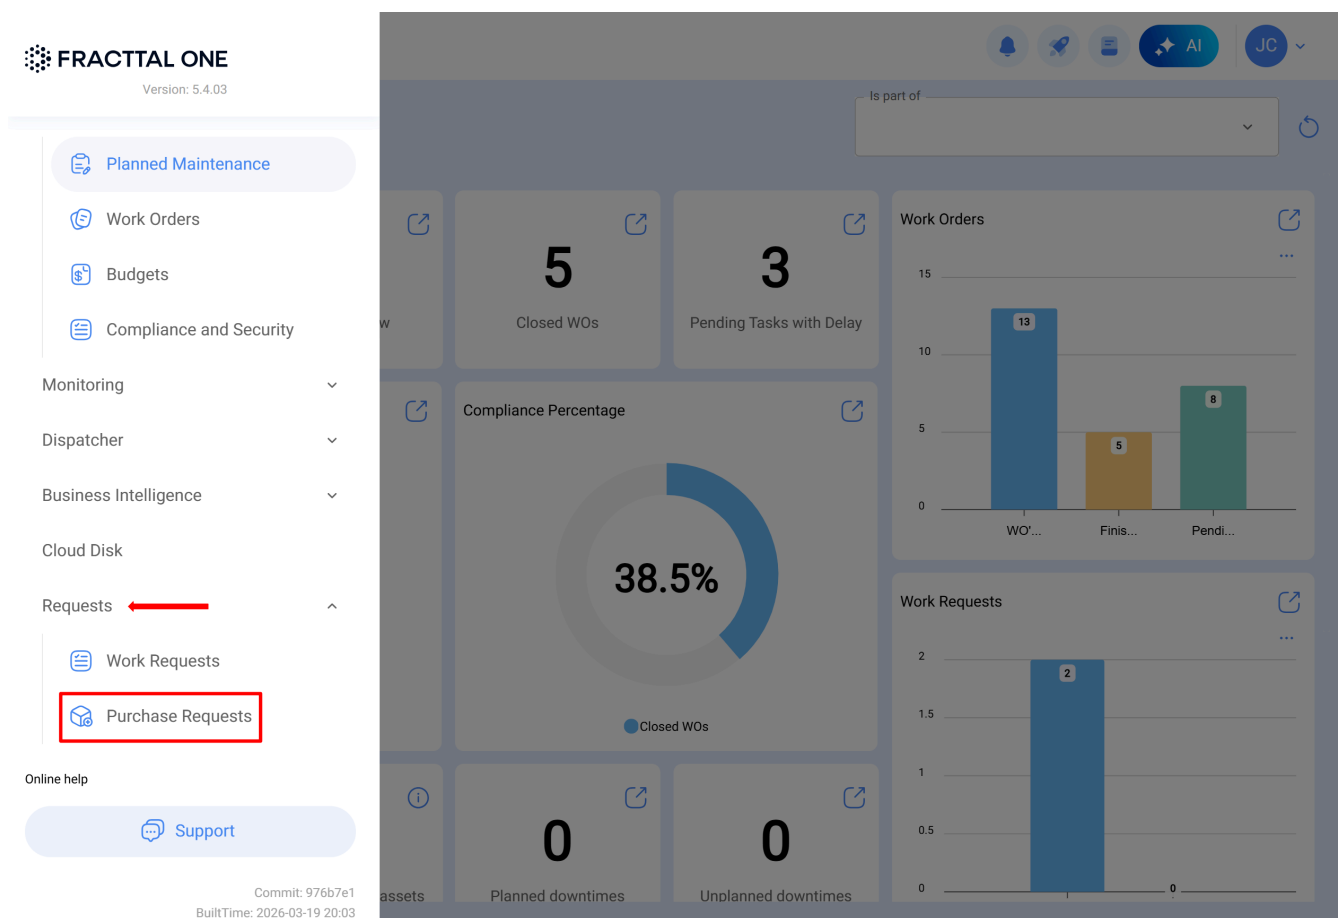 FRACTTAL ONE
Version: 5.4.03
Planned Maintenance
Work Orders
Budgets
Compliance and Security
Monitoring
Dispatcher
Business Intelligence
Cloud Disk
Requests
Work Requests
Purchase Requests
Online help
Support
Commit: 976b7e1
BuiltTime: 2026-03-19 20:03
AI
JC
Is part of
w
5
Closed WOs
3
Pending Tasks with Delay
Work Orders
...
15
10
5
0
13
5
8
WO'...
Finis...
Pendi...
Compliance Percentage
38.5%
Closed WOs
Work Requests
...
2
1.5
1
0.5
0
2
0
assets
0
Planned downtimes
0
Unplanned downtimes